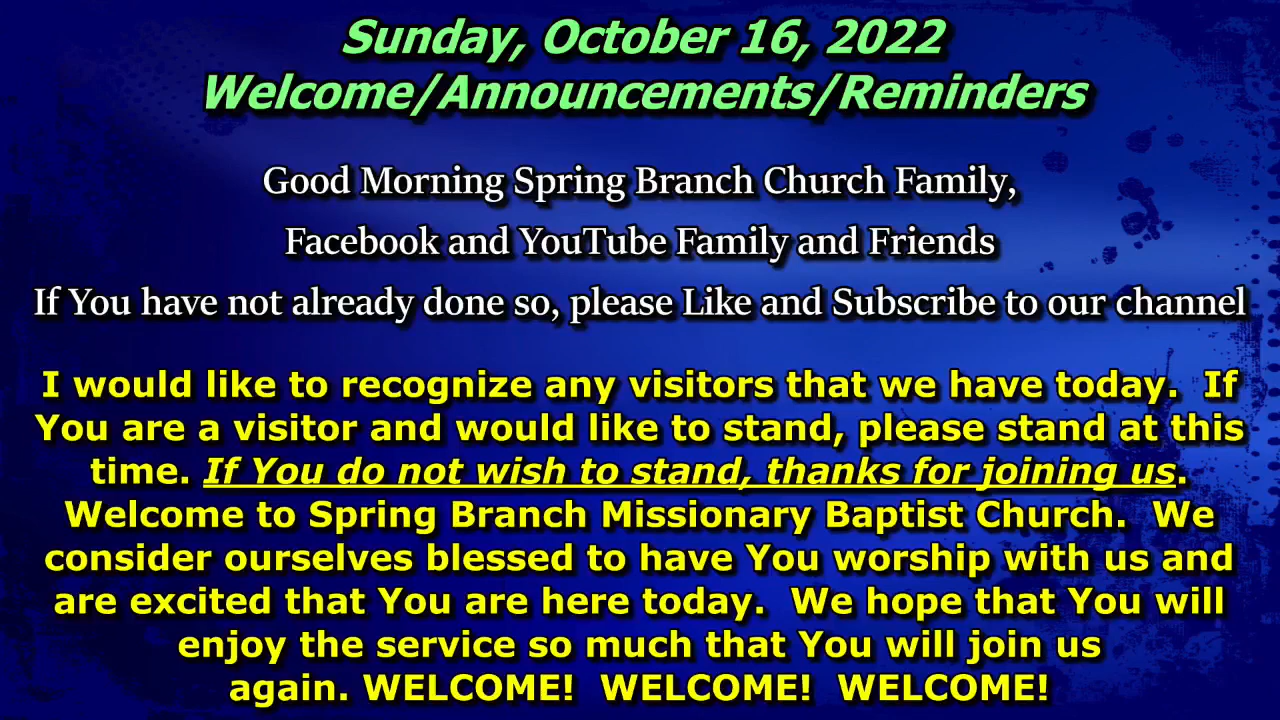 Sunday, October 16, 2022
Welcome/Announcements/Reminders
Good Morning Spring Branch Church Family,
Facebook and YouTube Family and Friends
If You have not already done so, please Like and Subscribe to our channel
I would like to recognize any visitors that we have today.  If
You are a visitor and would like to stand, please stand at this
time. If You do not wish to stand, thanks for joining us.
Welcome to Spring Branch Missionary Baptist Church.  We
consider ourselves blessed to have You worship with us and
are excited that You are here today.  We hope that You will
enjoy the service so much that You will join us
again. WELCOME!  WELCOME!  WELCOME!